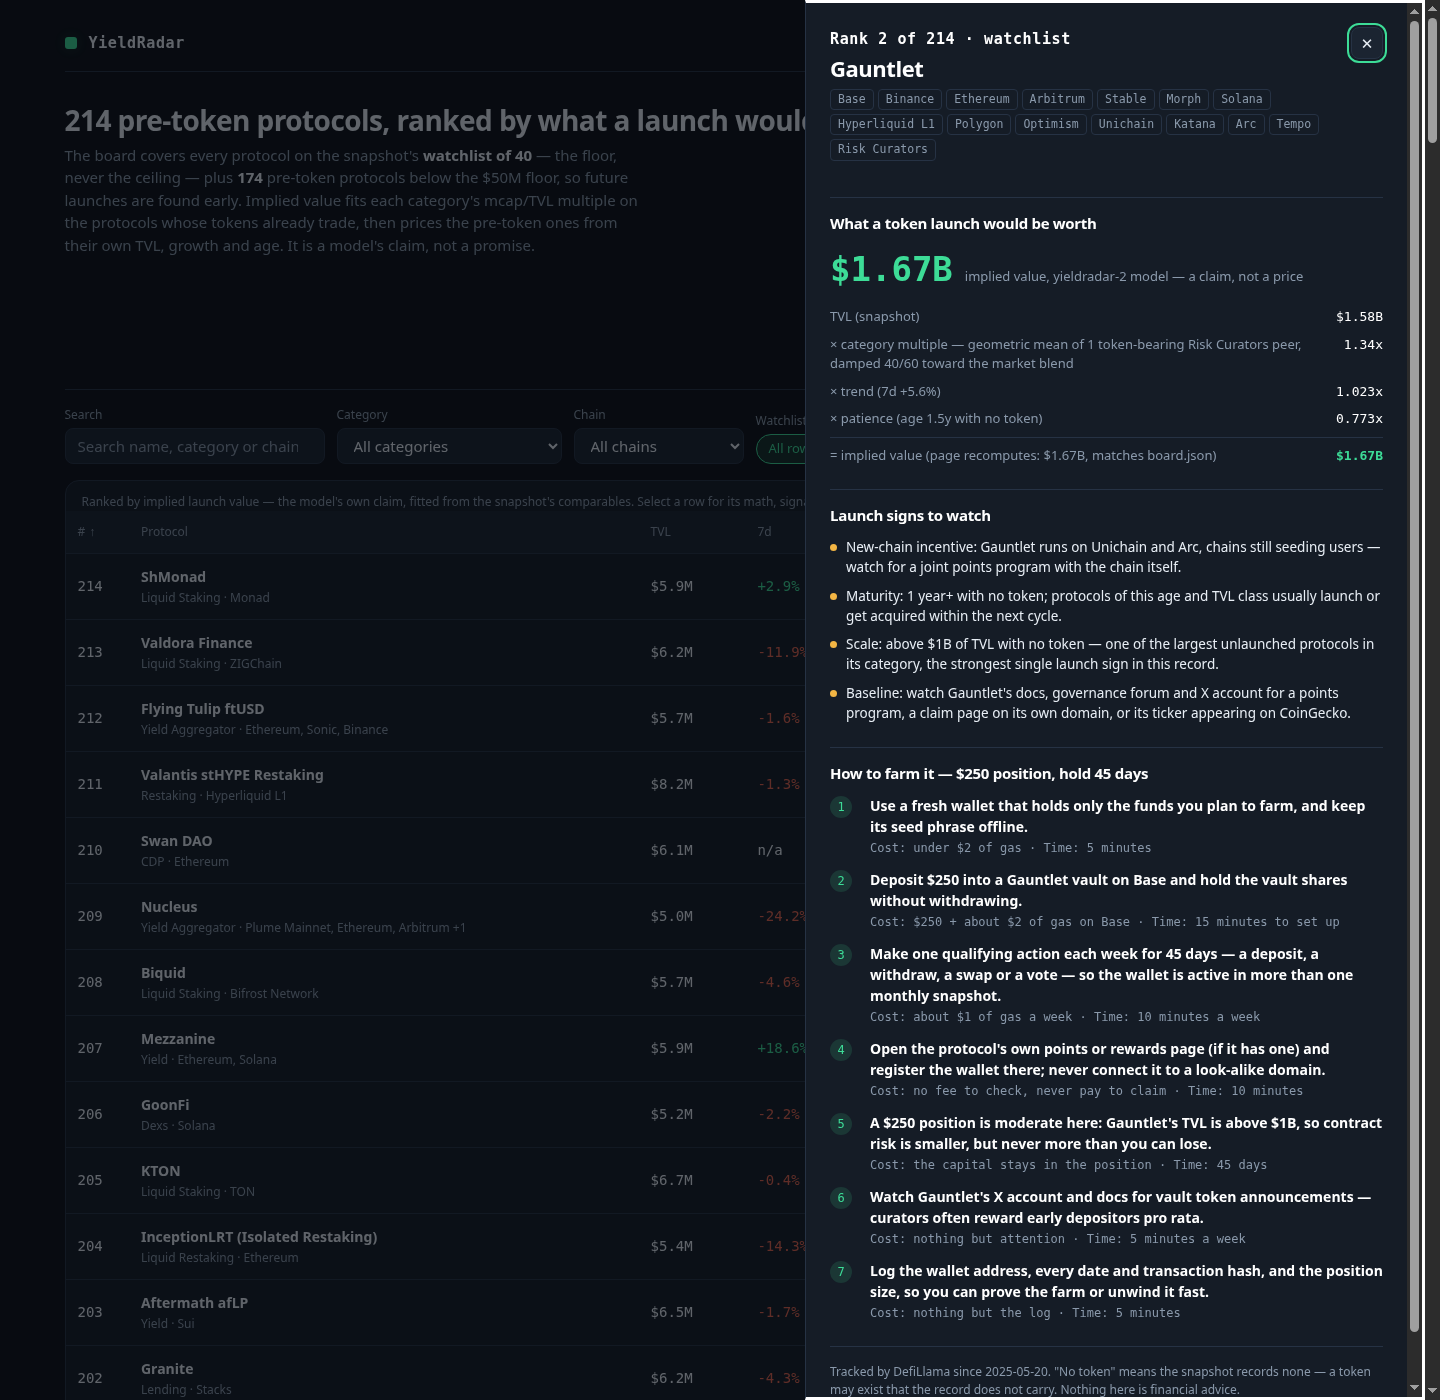 YieldRadar
214 pre-token protocols, ranked by what a launch would
The board covers every protocol on the snapshot's watchlist of 40 — the floor,
never the ceiling — plus 174 pre-token protocols below the $50M floor, so future
launches are found early. Implied value fits each category's mcap/TVL multiple on
the protocols whose tokens already trade, then prices the pre-token ones from
their own TVL, growth and age. It is a model's claim, not a promise.
Search
Category
Chain
Watchlist
Search name, category or chain
All categories
All chains
All row
Ranked by implied launch value — the model's own claim, fitted from the snapshot's comparables. Select a row for its math, signa
# ↑ Protocol TVL 7d
214 ShMonad $5.9M +2.9%
Liquid Staking · Monad
213 Valdora Finance $6.2M -11.9%
Liquid Staking · ZIGChain
212 Flying Tulip ftUSD $5.7M -1.6%
Yield Aggregator · Ethereum, Sonic, Binance
211 Valantis stHYPE Restaking $8.2M -1.3%
Restaking · Hyperliquid L1
210 Swan DAO $6.1M n/a
CDP · Ethereum
209 Nucleus $5.0M -24.2%
Yield Aggregator · Plume Mainnet, Ethereum, Arbitrum +1
208 Biquid $5.7M -4.6%
Liquid Staking · Bifrost Network
207 Mezzanine $5.9M +18.6%
Yield · Ethereum, Solana
206 GoonFi $5.2M -2.2%
Dexs · Solana
205 KTON $6.7M -0.4%
Liquid Staking · TON
204 InceptionLRT (Isolated Restaking) $5.4M -14.3%
Liquid Restaking · Ethereum
203 Aftermath afLP $6.5M -1.7%
Yield · Sui
202 Granite $6.2M -4.3%
Lending · Stacks
Rank 2 of 214 · watchlist
×
Gauntlet
Base Binance Ethereum Arbitrum Stable Morph Solana
Hyperliquid L1 Polygon Optimism Unichain Katana Arc Tempo
Risk Curators
What a token launch would be worth
$1.67B implied value, yieldradar-2 model — a claim, not a price
TVL (snapshot) $1.58B
× category multiple — geometric mean of 1 token-bearing Risk Curators peer, 1.34x
damped 40/60 toward the market blend
× trend (7d +5.6%) 1.023x
× patience (age 1.5y with no token) 0.773x
= implied value (page recomputes: $1.67B, matches board.json) $1.67B
Launch signs to watch
New-chain incentive: Gauntlet runs on Unichain and Arc, chains still seeding users —
watch for a joint points program with the chain itself.
Maturity: 1 year+ with no token; protocols of this age and TVL class usually launch or
get acquired within the next cycle.
Scale: above $1B of TVL with no token — one of the largest unlaunched protocols in
its category, the strongest single launch sign in this record.
Baseline: watch Gauntlet's docs, governance forum and X account for a points
program, a claim page on its own domain, or its ticker appearing on CoinGecko.
How to farm it — $250 position, hold 45 days
1 Use a fresh wallet that holds only the funds you plan to farm, and keep
its seed phrase offline.
Cost: under $2 of gas · Time: 5 minutes
2 Deposit $250 into a Gauntlet vault on Base and hold the vault shares
without withdrawing.
Cost: $250 + about $2 of gas on Base · Time: 15 minutes to set up
3 Make one qualifying action each week for 45 days — a deposit, a
withdraw, a swap or a vote — so the wallet is active in more than one
monthly snapshot.
Cost: about $1 of gas a week · Time: 10 minutes a week
4 Open the protocol's own points or rewards page (if it has one) and
register the wallet there; never connect it to a look-alike domain.
Cost: no fee to check, never pay to claim · Time: 10 minutes
5 A $250 position is moderate here: Gauntlet's TVL is above $1B, so contract
risk is smaller, but never more than you can lose.
Cost: the capital stays in the position · Time: 45 days
6 Watch Gauntlet's X account and docs for vault token announcements —
curators often reward early depositors pro rata.
Cost: nothing but attention · Time: 5 minutes a week
7 Log the wallet address, every date and transaction hash, and the position
size, so you can prove the farm or unwind it fast.
Cost: nothing but the log · Time: 5 minutes
Tracked by DefiLlama since 2025-05-20. "No token" means the snapshot records none — a token
may exist that the record does not carry. Nothing here is financial advice.